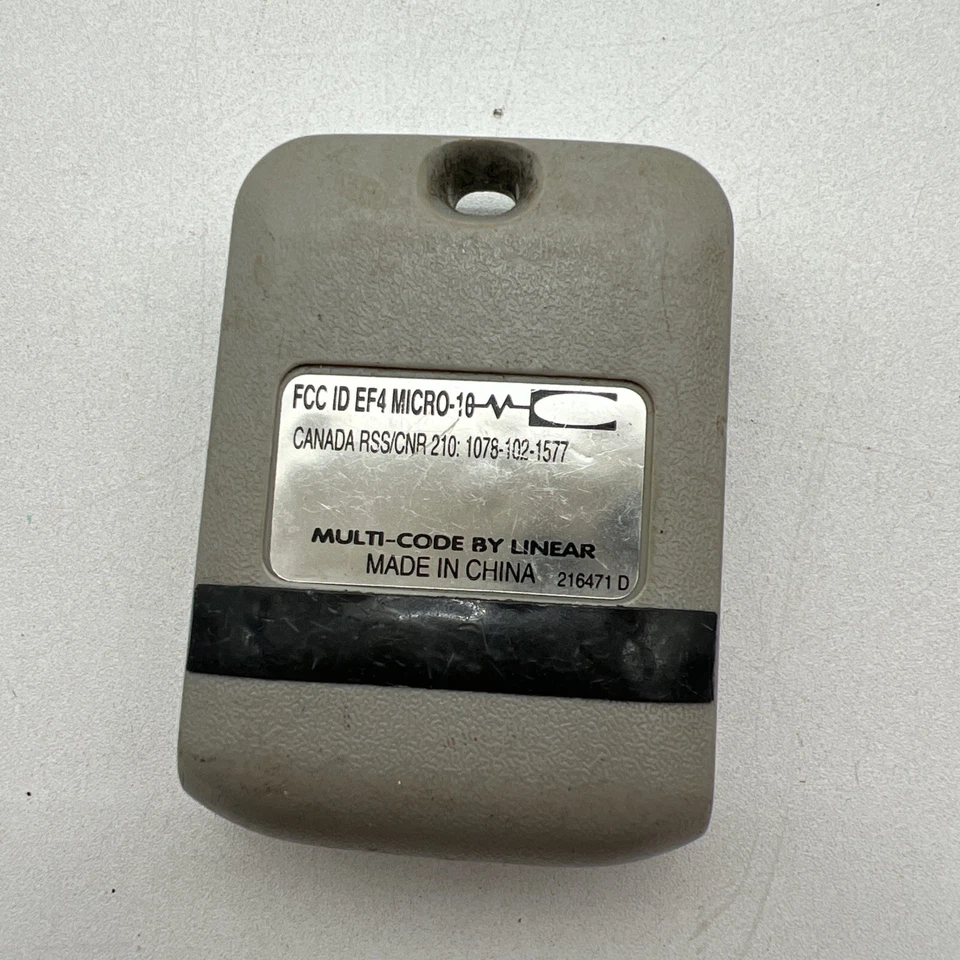 FCC ID EF4 MICRO-10
CANADA RSS/CNR 210: 1078-102-1577
MULTI-CODE BY LINEAR
MADE IN CHINA 216471 D